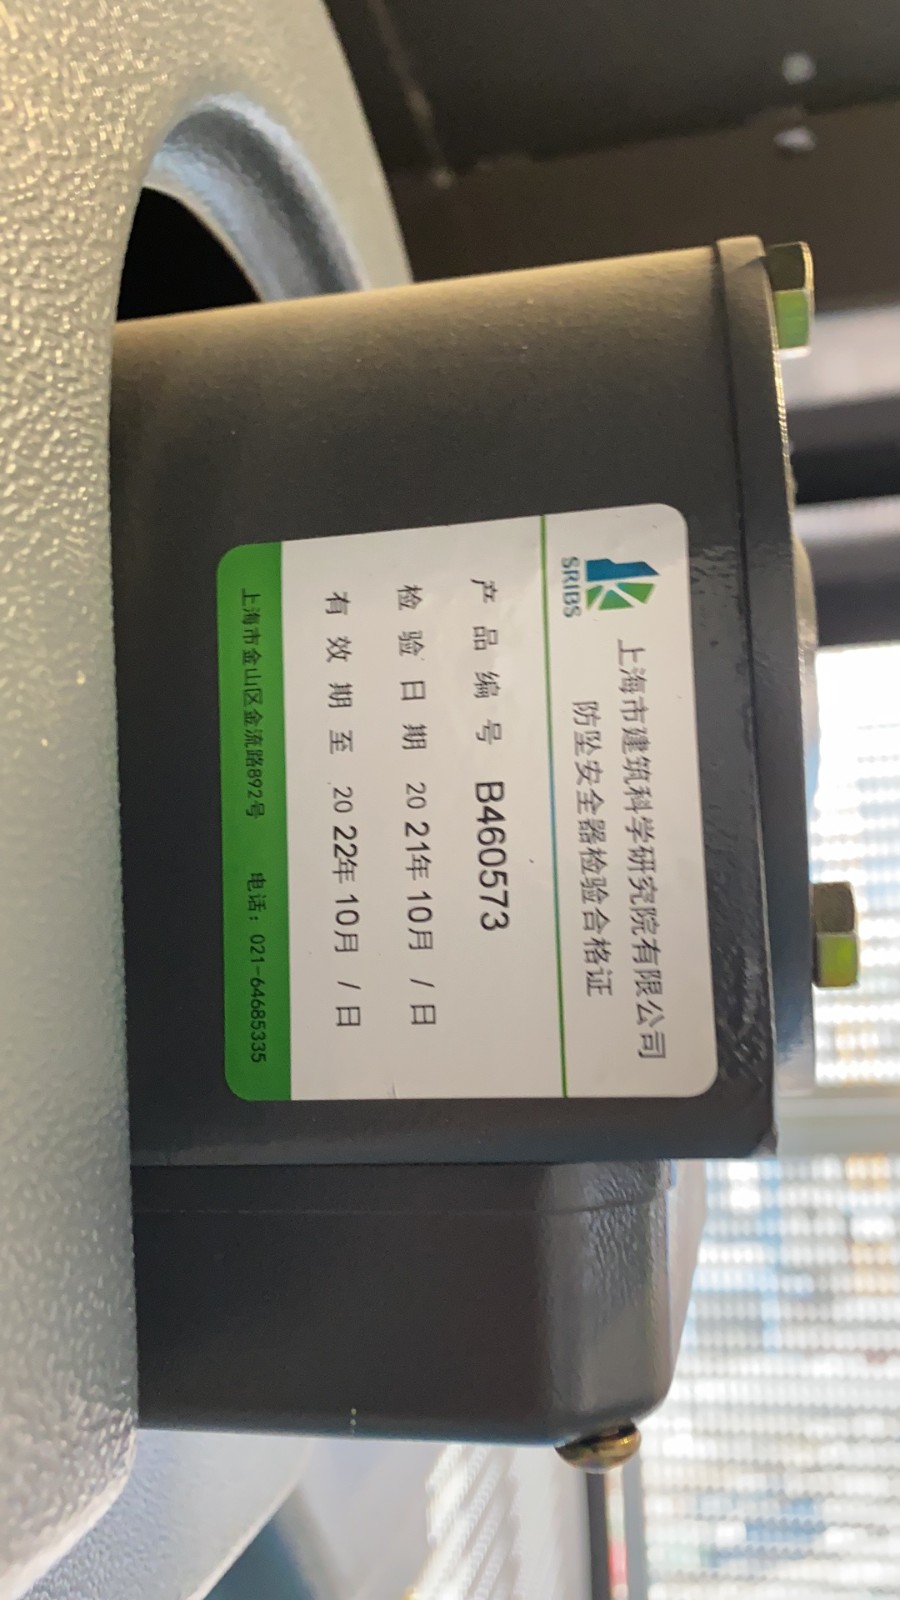 SRIBS
上海市建筑科学研究院有限公司
防坠安全器检验合格证
产品编号 B460573
检验日期 2021年10月 / 日
有效期至 2022年10月 / 日
上海市金山区金流路892号 电话：021-64685335